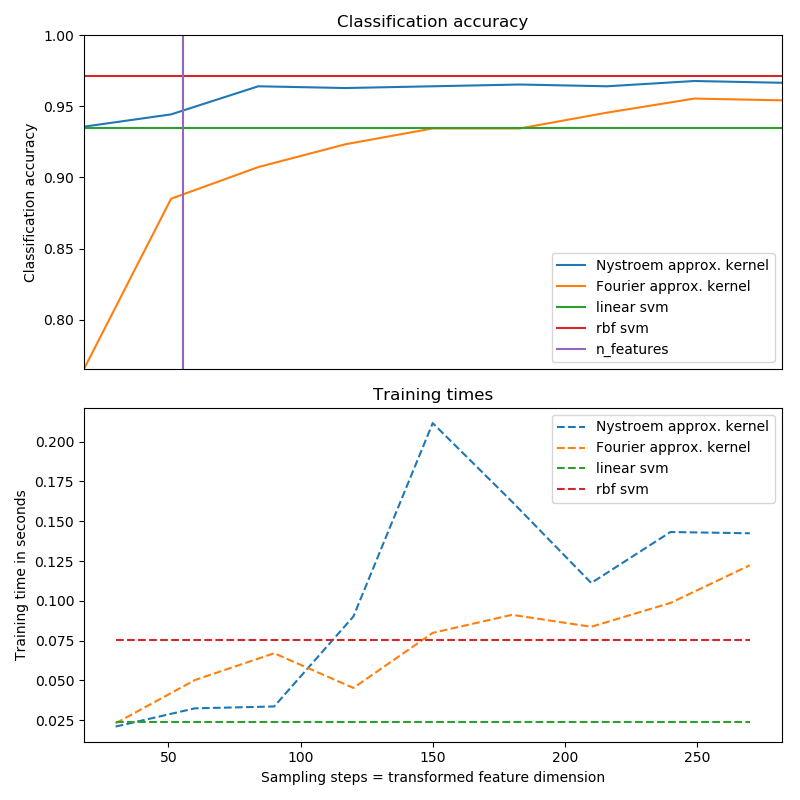 Classification accuracy
1.00
0.95
0.90
0.85
0.80
Classification accuracy
Nystroem approx. kernel
Fourier approx. kernel
linear svm
rbf svm
n_features
Training times
0.200
0.175
0.150
0.125
0.100
0.075
0.050
0.025
Training time in seconds
Nystroem approx. kernel
Fourier approx. kernel
linear svm
rbf svm
50 100 150 200 250
Sampling steps = transformed feature dimension